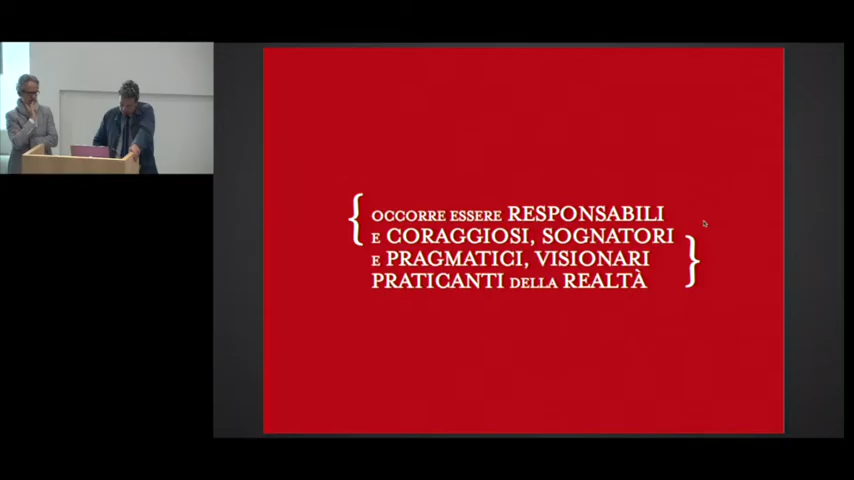 { OCCORRE ESSERE RESPONSABILI
E CORAGGIOSI, SOGNATORI
E PRAGMATICI, VISIONARI }
PRATICANTI DELLA REALTÀ